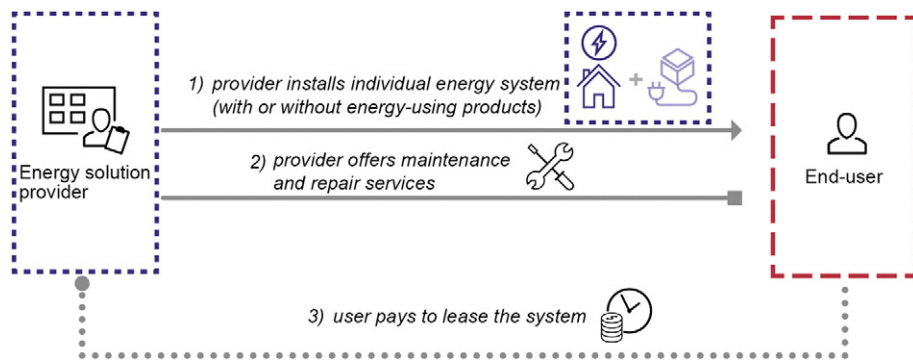 1) provider installs individual energy system
(with or without energy-using products)
2) provider offers maintenance
and repair services
Energy solution
provider
End-user
3) user pays to lease the system